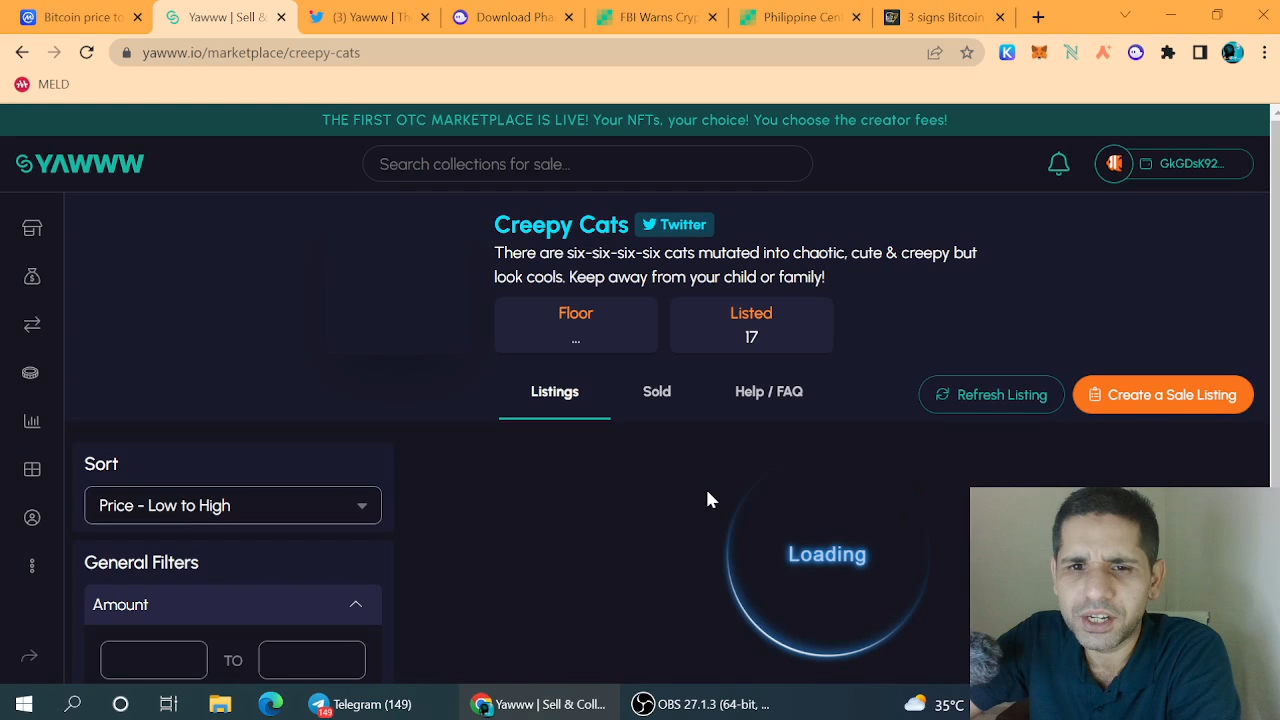 Bitcoin price to
Yawww | Sell &
(3) Yawww | Th
Download Pha
FBI Warns Cryp
Philippine Cen
3 signs Bitcoin
yawww.io/marketplace/creepy-cats
MELD
THE FIRST OTC MARKETPLACE IS LIVE! Your NFTs, your choice! You choose the creator fees!
YAWWW
Search collections for sale...
GkGDsK92...
Creepy Cats
Twitter
There are six-six-six-six cats mutated into chaotic, cute & creepy but
look cools. Keep away from your child or family!
Floor
...
Listed
17
Listings
Sold
Help / FAQ
Refresh Listing
Create a Sale Listing
Sort
Price - Low to High
General Filters
Amount
TO
Loading
149
Telegram (149)
Yawww | Sell & Coll...
OBS 27.1.3 (64-bit, ...
35°C